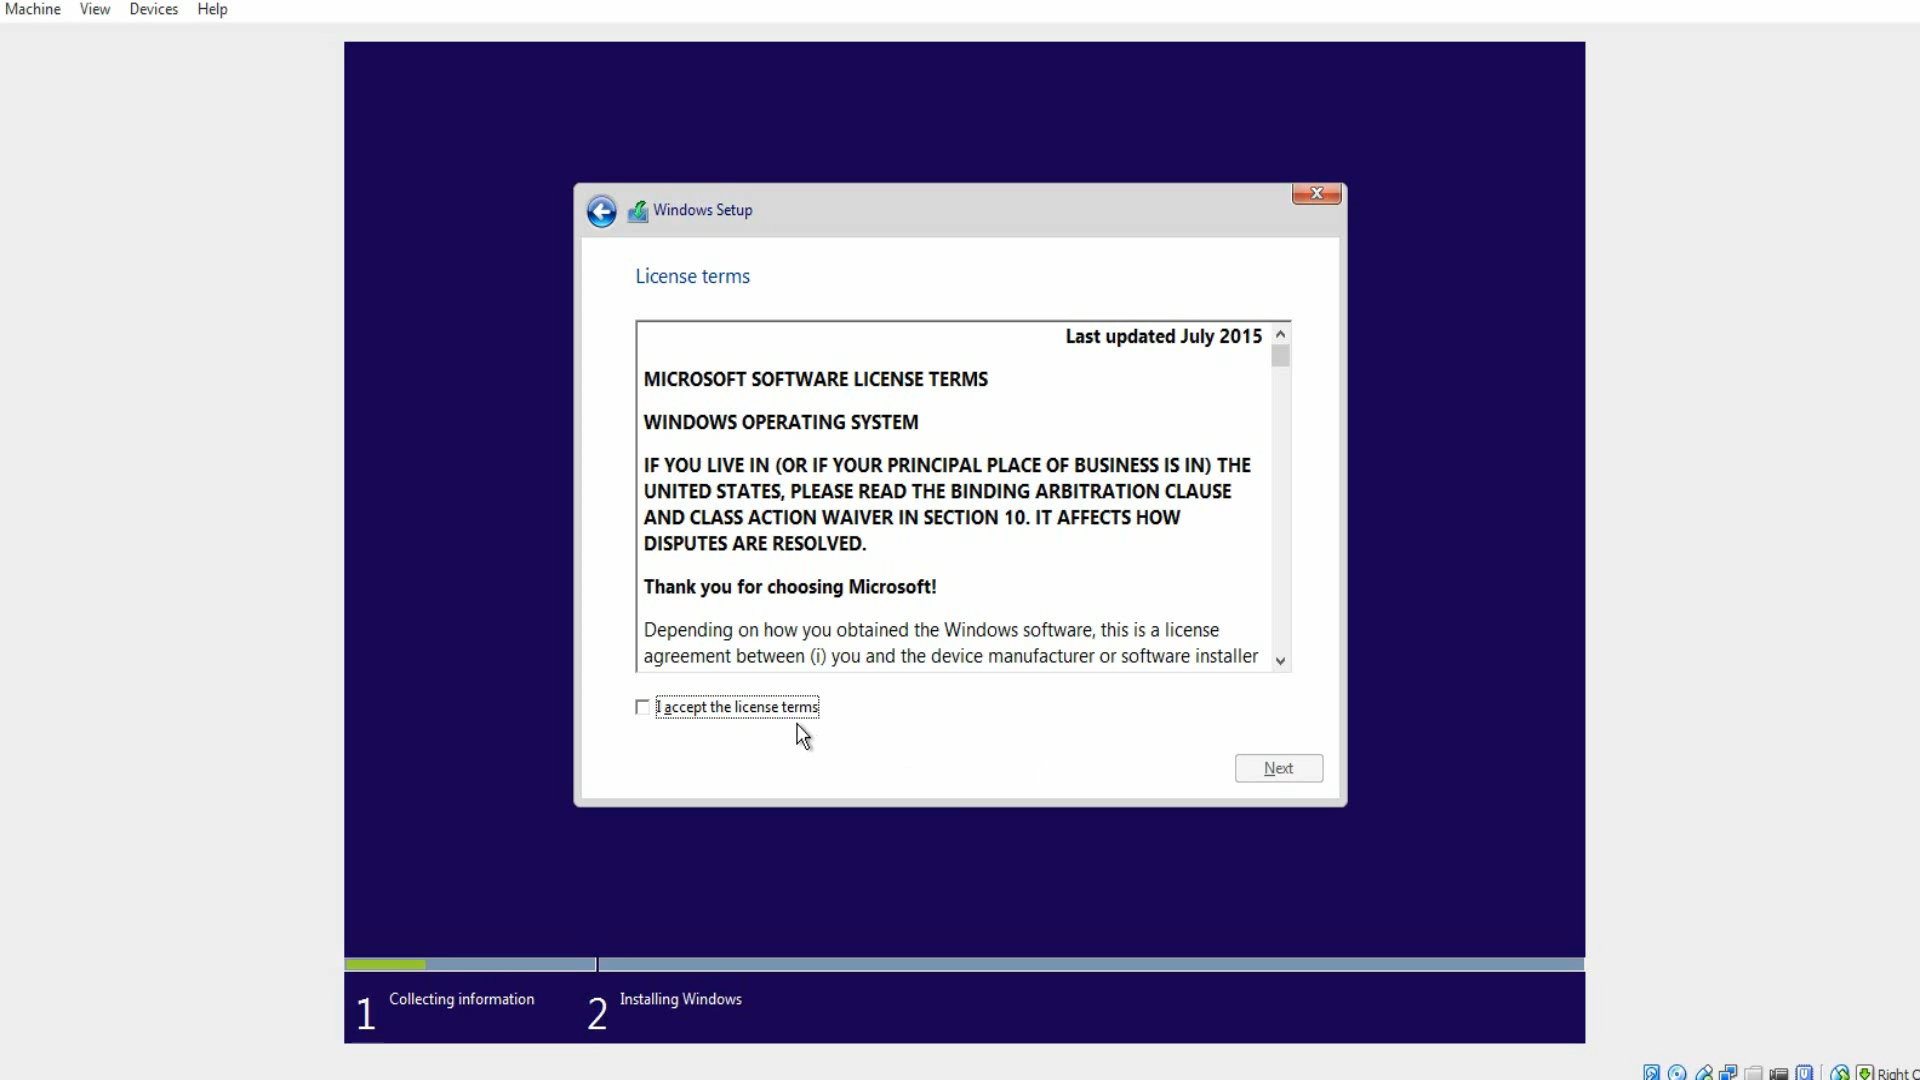 Machine View Devices Help
Windows Setup
License terms
Last updated July 2015
MICROSOFT SOFTWARE LICENSE TERMS
WINDOWS OPERATING SYSTEM
IF YOU LIVE IN (OR IF YOUR PRINCIPAL PLACE OF BUSINESS IS IN) THE
UNITED STATES, PLEASE READ THE BINDING ARBITRATION CLAUSE
AND CLASS ACTION WAIVER IN SECTION 10. IT AFFECTS HOW
DISPUTES ARE RESOLVED.
Thank you for choosing Microsoft!
Depending on how you obtained the Windows software, this is a license
agreement between (i) you and the device manufacturer or software installer
I accept the license terms
Next
1 Collecting information 2 Installing Windows
Right C